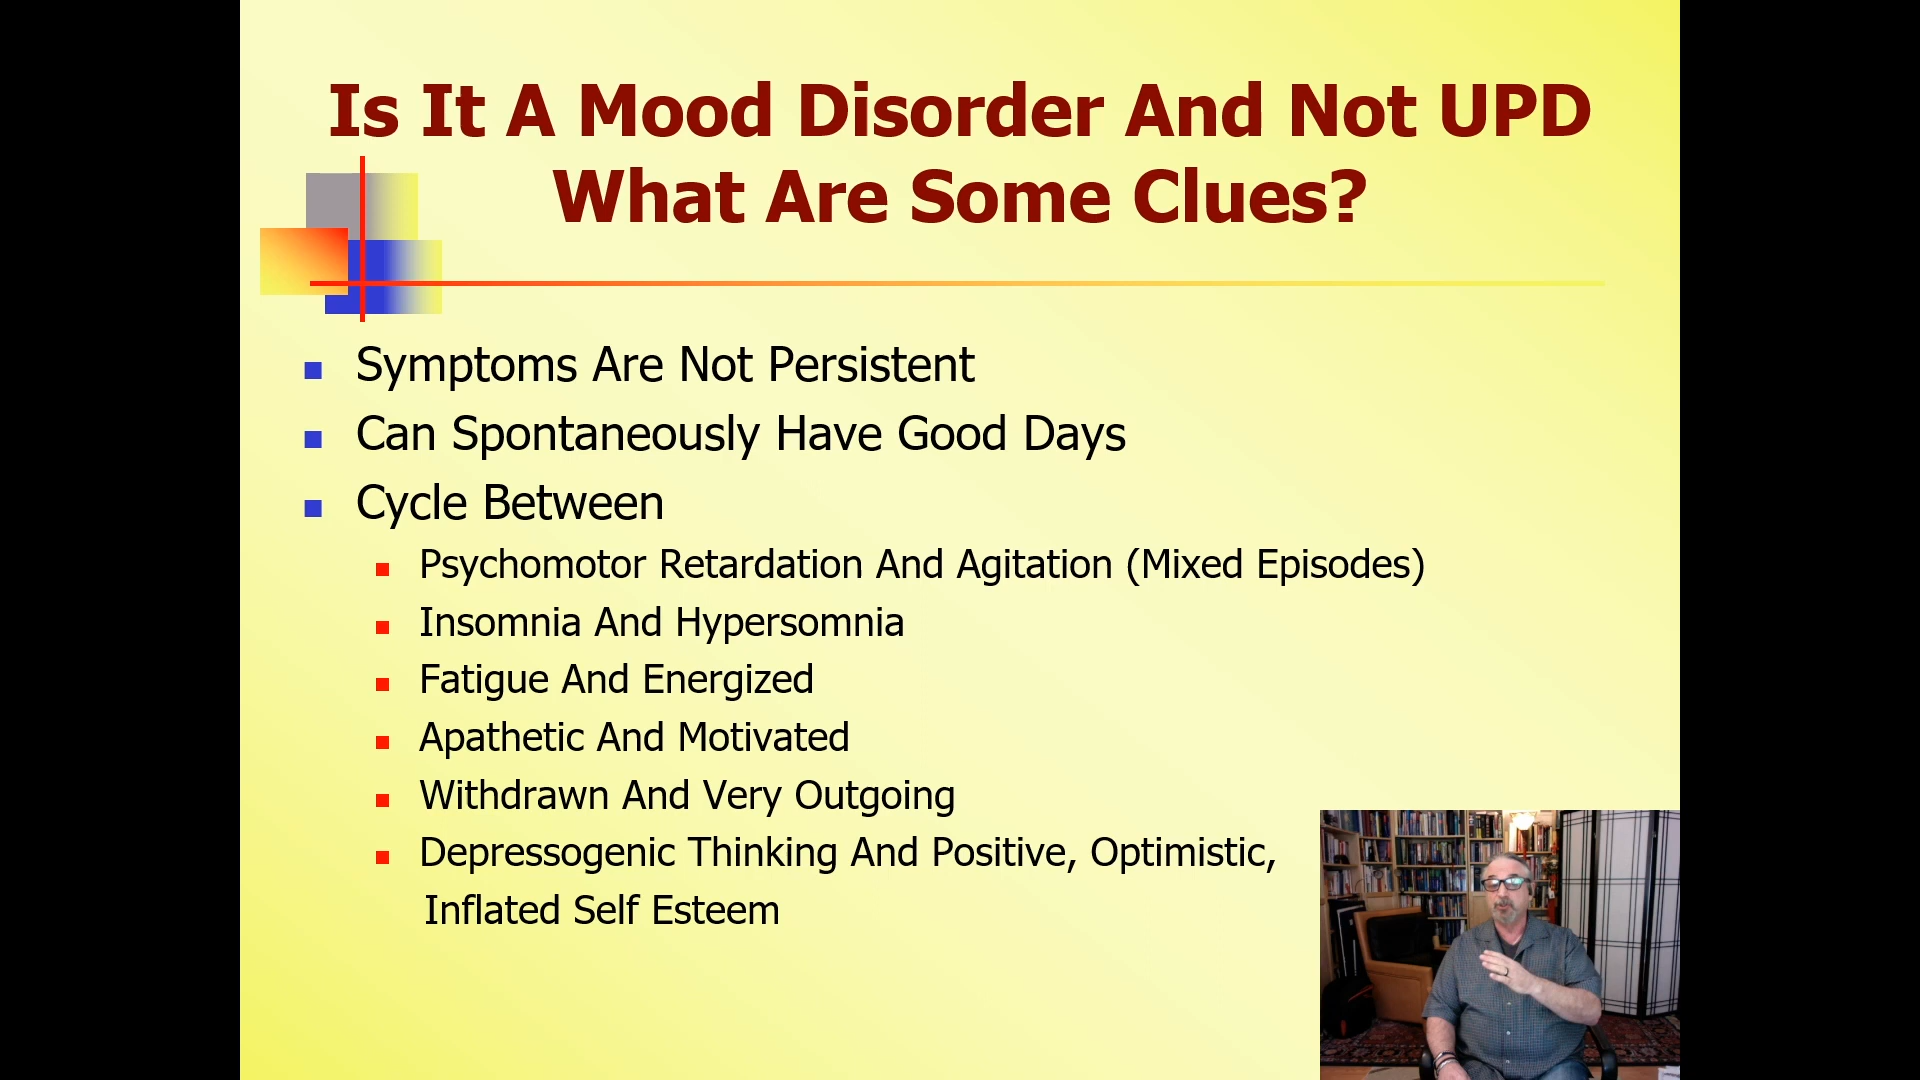 Is It A Mood Disorder And Not UPD
What Are Some Clues?
Symptoms Are Not Persistent
Can Spontaneously Have Good Days
Cycle Between
Psychomotor Retardation And Agitation (Mixed Episodes)
Insomnia And Hypersomnia
Fatigue And Energized
Apathetic And Motivated
Withdrawn And Very Outgoing
Depressogenic Thinking And Positive, Optimistic,
Inflated Self Esteem